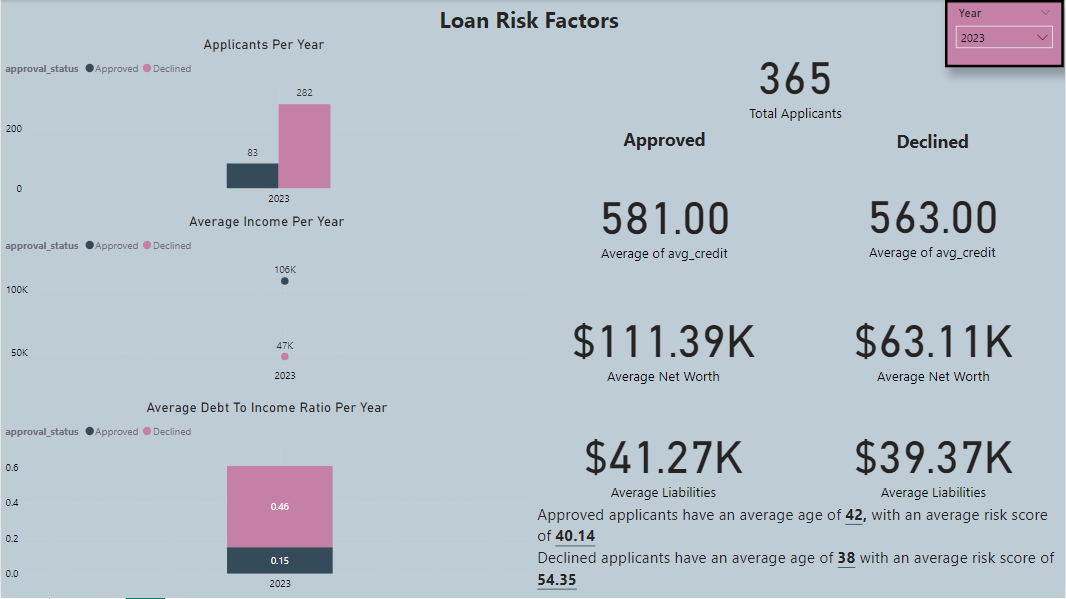 Loan Risk Factors
Year
2023
Applicants Per Year
approval_status Approved Declined
282
200
83
0
2023
Average Income Per Year
approval_status Approved Declined
106K
100K
47K
50K
2023
Average Debt To Income Ratio Per Year
approval_status Approved Declined
0.6
0.46
0.4
0.2
0.15
0.0
2023
365
Total Applicants
Approved
Declined
581.00
Average of avg_credit
563.00
Average of avg_credit
$111.39K
Average Net Worth
$63.11K
Average Net Worth
$41.27K
Average Liabilities
$39.37K
Average Liabilities
Approved applicants have an average age of 42, with an average risk score
of 40.14
Declined applicants have an average age of 38 with an average risk score of
54.35